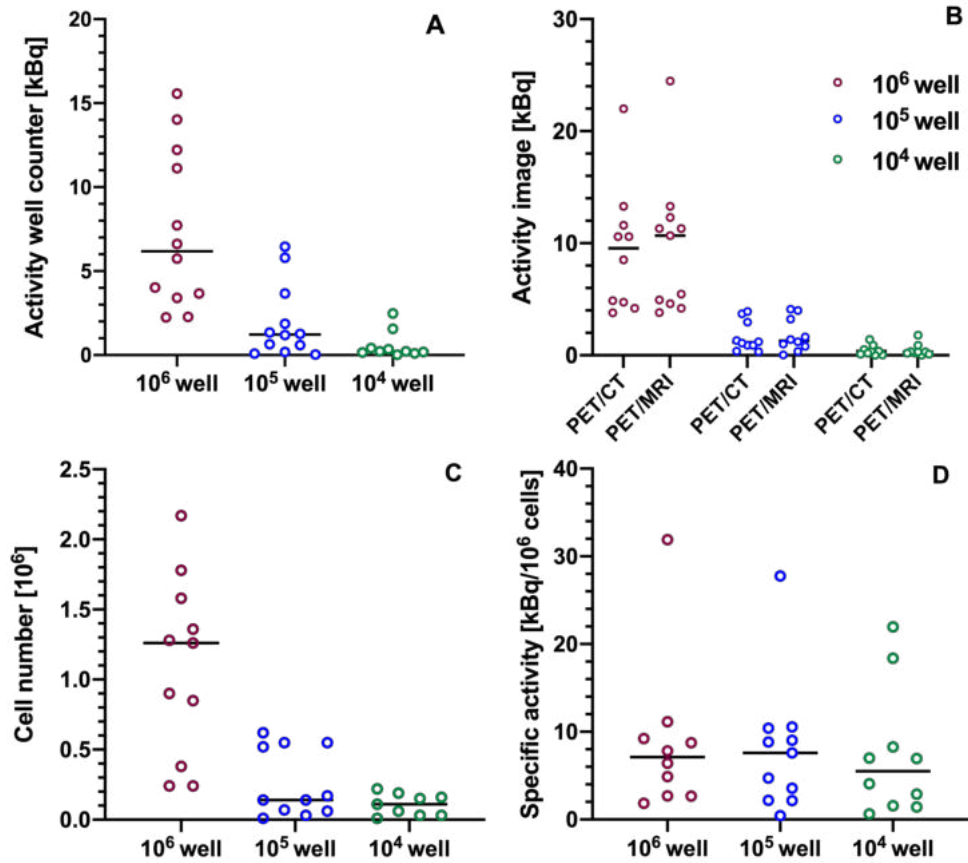 A
Activity well counter [kBq]
20
15
10
5
0
10⁶ well
10⁵ well
10⁴ well
B
Activity image [kBq]
30
20
10
0
10⁶ well
10⁵ well
10⁴ well
PET/CT
PET/MRI
PET/CT
PET/MRI
PET/CT
PET/MRI
C
Cell number [10⁶]
2.5
2.0
1.5
1.0
0.5
0.0
10⁶ well
10⁵ well
10⁴ well
D
Specific activity [kBq/10⁶ cells]
40
30
20
10
0
10⁶ well
10⁵ well
10⁴ well